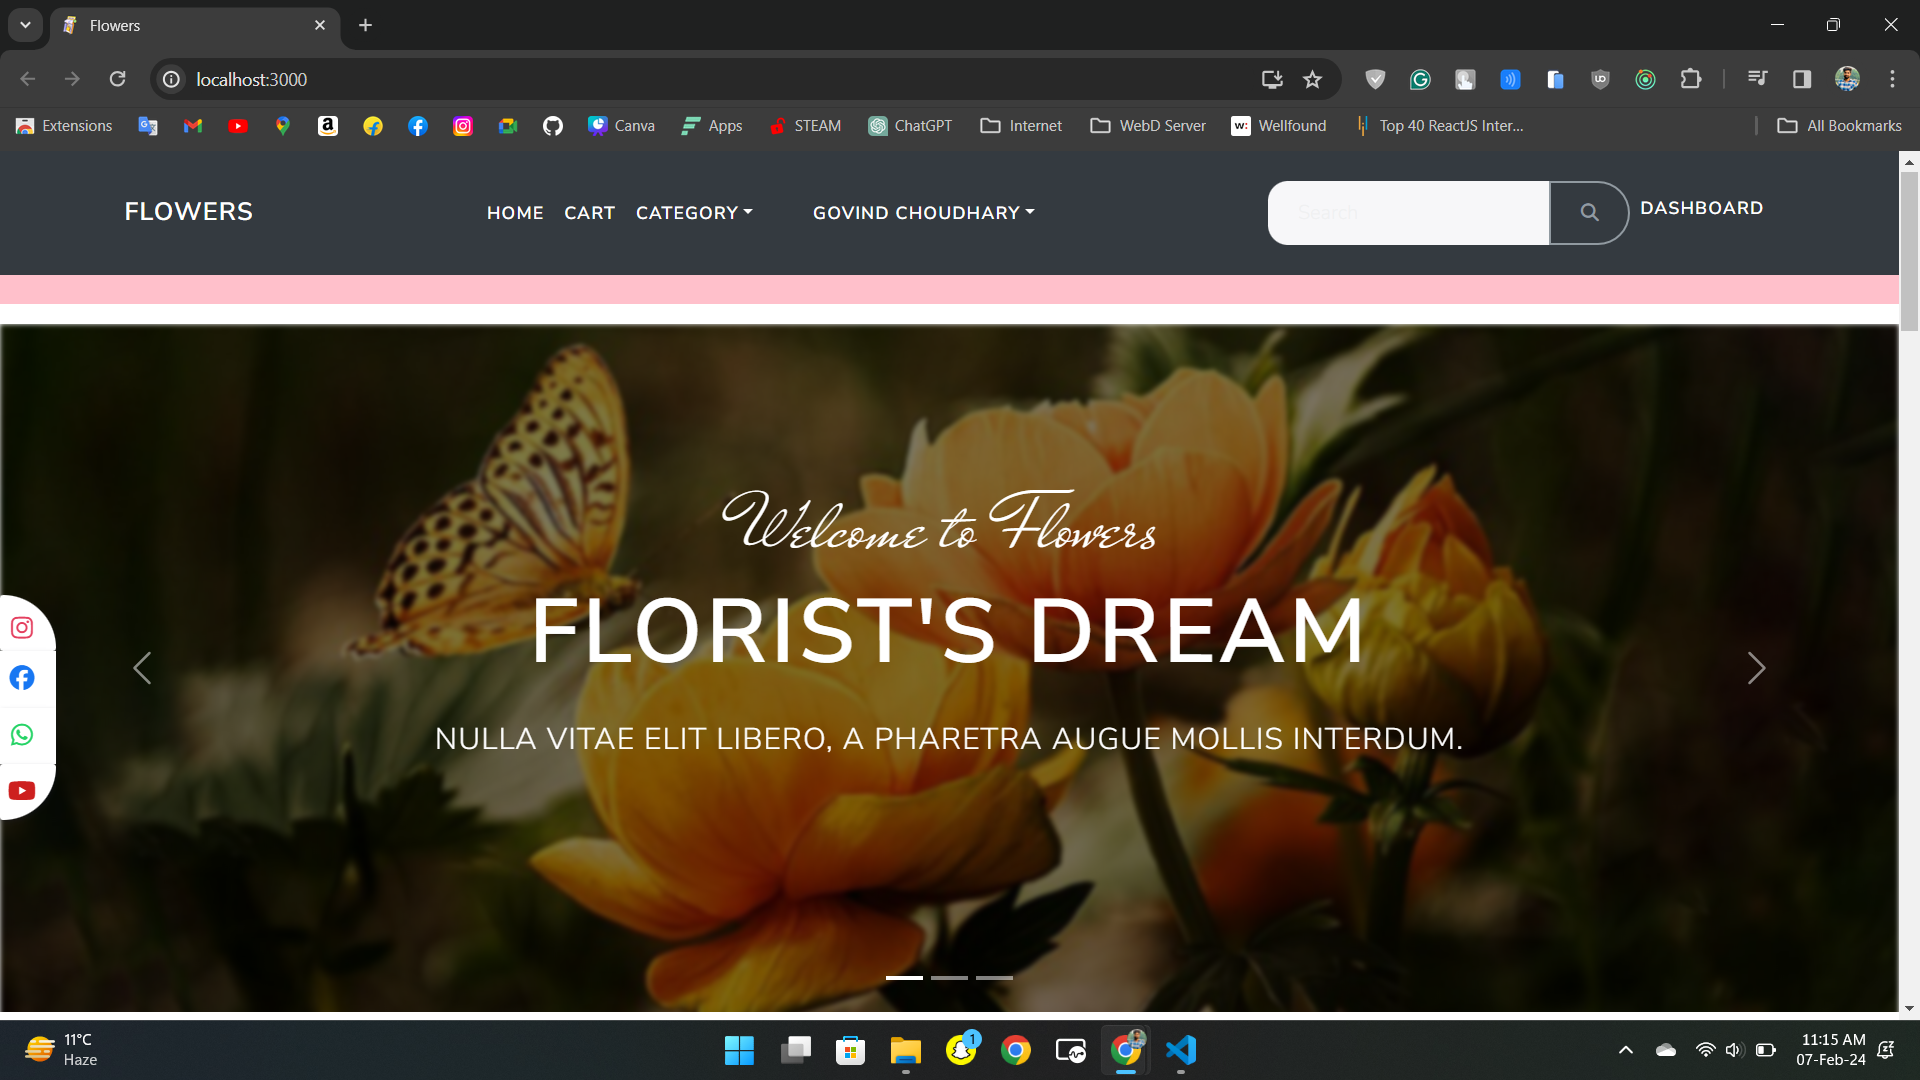 Flowers
localhost:3000
Extensions
Canva
Apps
STEAM
ChatGPT
Internet
WebD Server
w:
Wellfound
Top 40 ReactJS Inter...
All Bookmarks
FLOWERS
HOME
CART
CATEGORY
GOVIND CHOUDHARY
Search
DASHBOARD
Welcome to Flowers
FLORIST'S DREAM
NULLA VITAE ELIT LIBERO, A PHARETRA AUGUE MOLLIS INTERDUM.
11°C
Haze
1
11:15 AM
07-Feb-24